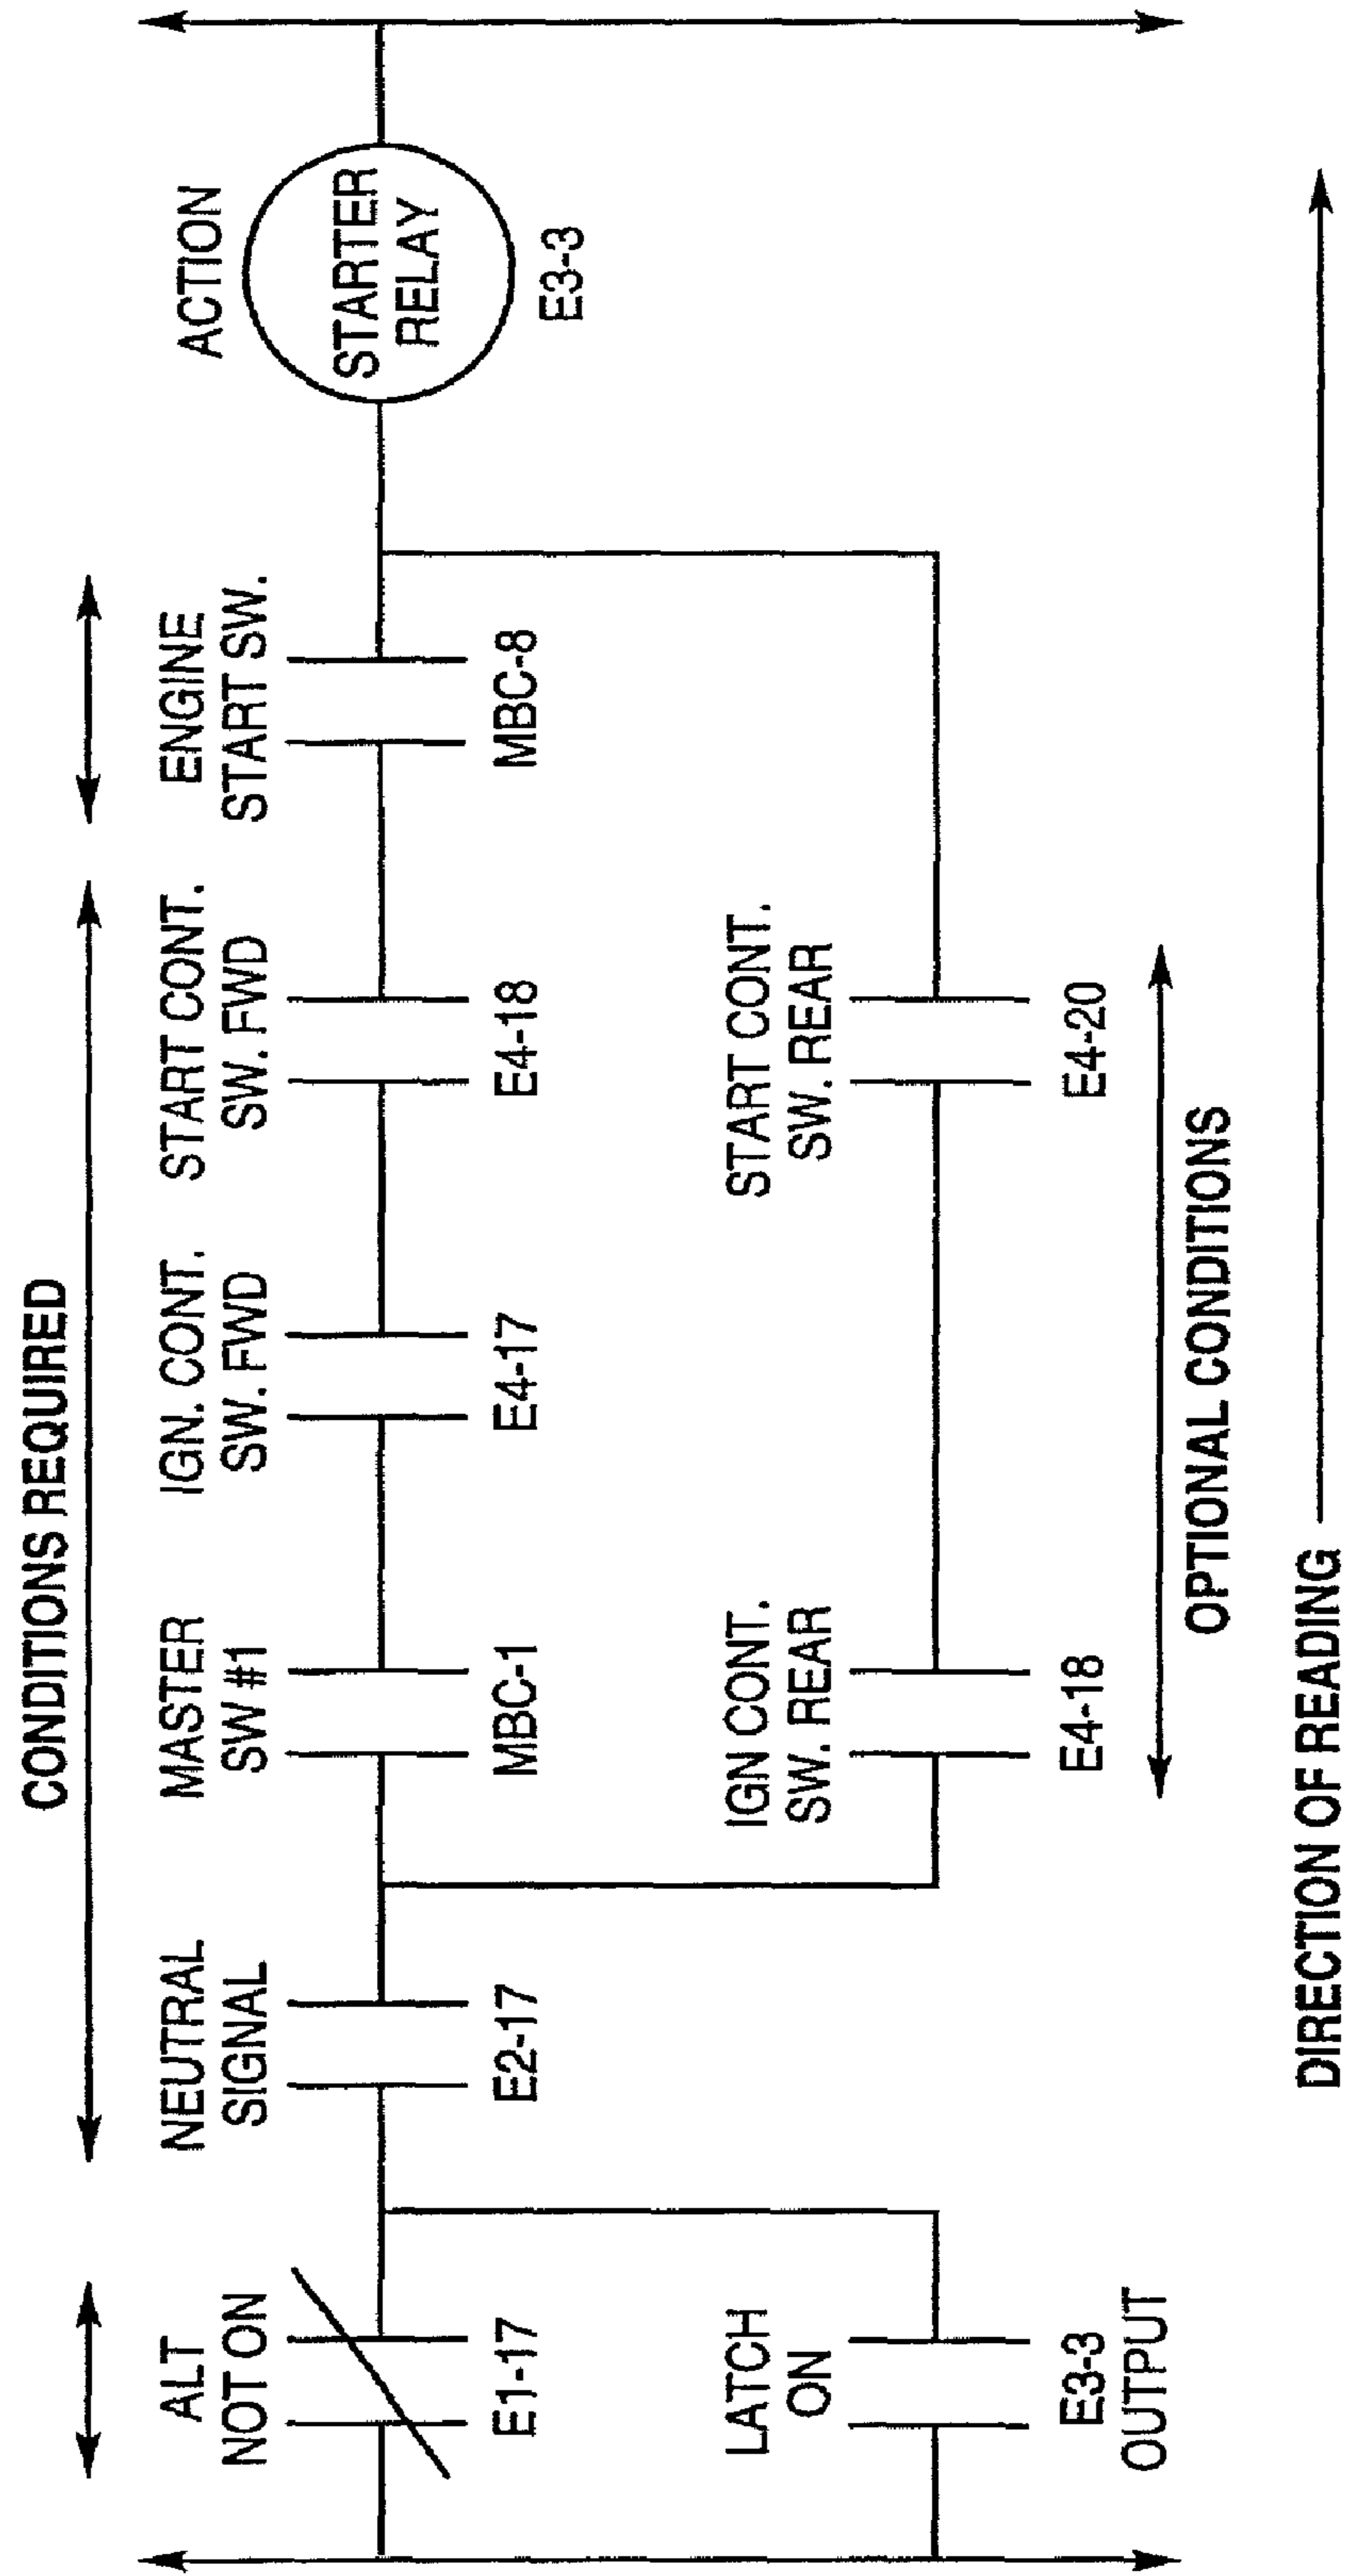 CONDITIONS REQUIRED
ALT
NOT ON
E1-17
NEUTRAL
SIGNAL
E2-17
MASTER
SW #1
MBC-1
IGN. CONT.
SW. FWD
E4-17
START CONT.
SW. FWD
E4-18
ENGINE
START SW.
MBC-8
ACTION
STARTER
RELAY
E3-3
LATCH
ON
E3-3
OUTPUT
IGN CONT.
SW. REAR
E4-18
START CONT.
SW. REAR
E4-20
OPTIONAL CONDITIONS
DIRECTION OF READING